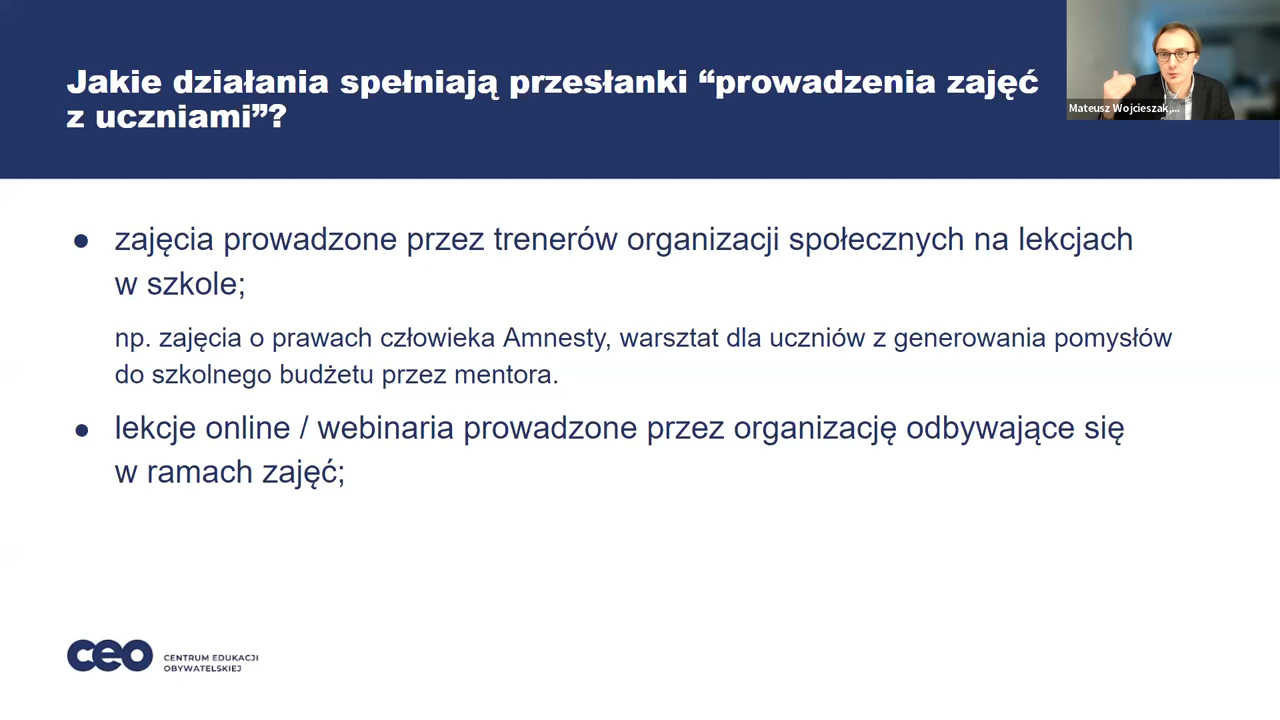 Jakie działania spełniają przesłanki “prowadzenia zajęć
z uczniami”?
Mateusz Wojcieszak,...
● zajęcia prowadzone przez trenerów organizacji społecznych na lekcjach
w szkole;
np. zajęcia o prawach człowieka Amnesty, warsztat dla uczniów z generowania pomysłów
do szkolnego budżetu przez mentora.
● lekcje online / webinaria prowadzone przez organizację odbywające się
w ramach zajęć;
ceo CENTRUM EDUKACJI
OBYWATELSKIEJ